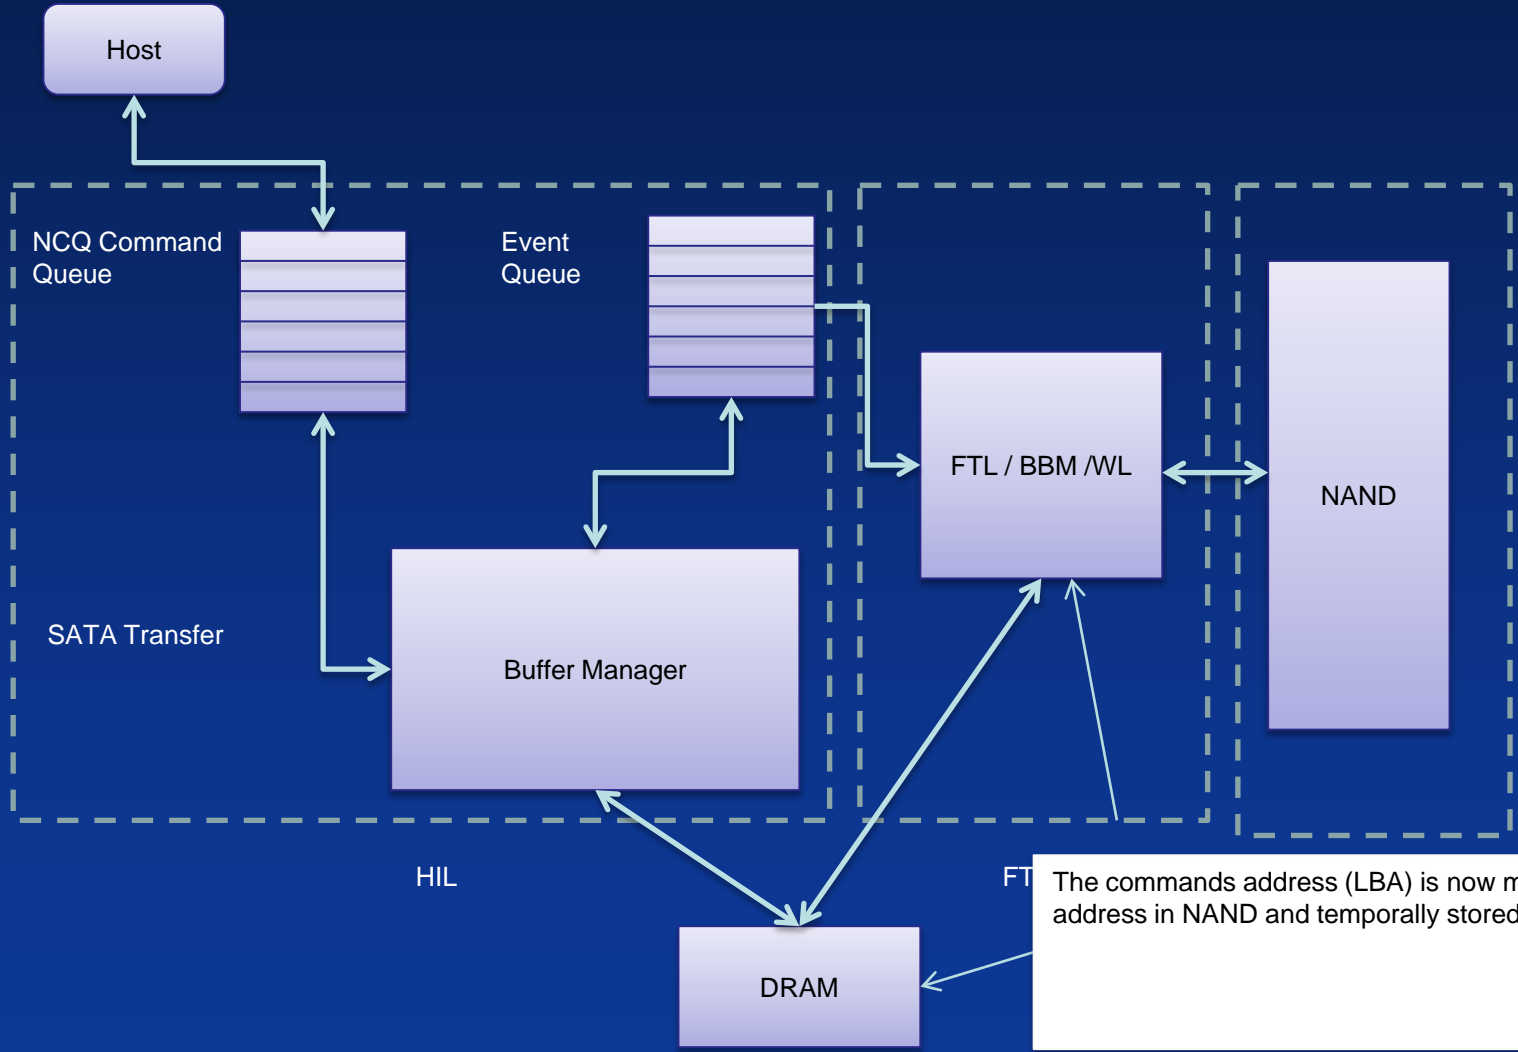 Host
NCQ Command
Queue
Event
Queue
FTL / BBM /WL
NAND
SATA Transfer
Buffer Manager
HIL
The commands address (LBA) is now
address in NAND and temporally stored
DRAM